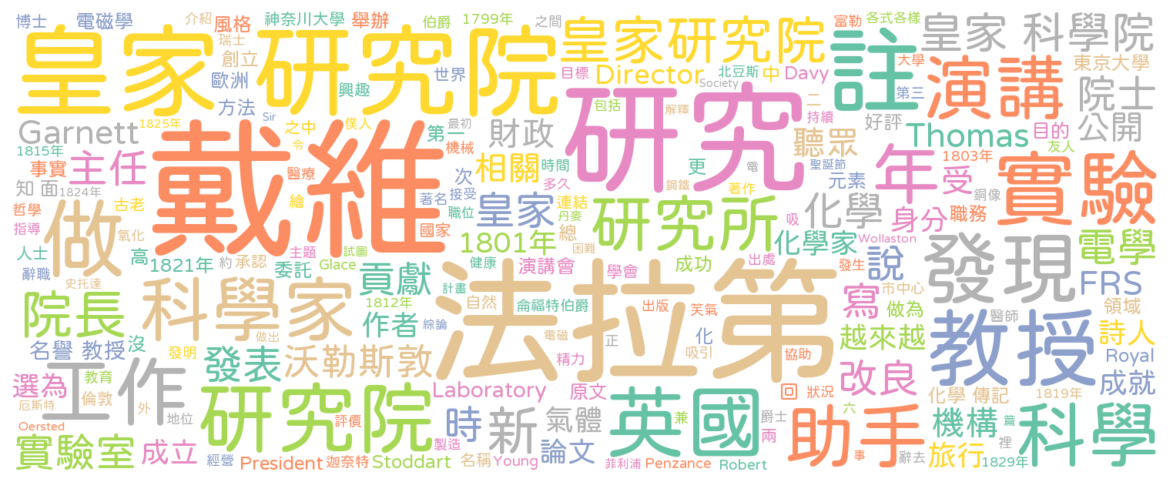 博士 電磁學 介紹 風格 神奈川大學 舉辦 伯爵 1799年 之間 富勒 各式各樣
皇家 研究院 皇家研究院 註 皇家 科學院
瑞士 創立 歐洲 興趣 世界 目標 Director 北豆斯 中 Davy 大學 演講 東京大學
方法 Sir 包括 Society 解釋 二 持續 第三 院士
Garnett 1825年 之中 僕人 第一 最初 財政 研究 聽眾 好評 Thomas 目的 公開
1815年 事實 主任 令 機械 相關 時間 更 電 聖誕節 友人 1803年
戴維 醫療 次 多久 鋼鐵 著作 元素 年 受 銅像 實驗
知 面 1824年 古老 繪 著名 接受 連結 皇家 研究所 化學 身分 職務
哲學 做 職位 丹麥 吸
指導 氧化 國家 1801年 總 化學家 Wollaston 發現 電學
人士 高 1821年 約 承認 主題 試圖 貢獻 健康 演講會 學會 成功 出處 發生 說 FRS
辭職 史托達 委託 Glace 困難 市中心
院長 科學家 1812年 計畫 自然 侖福特伯爵 出版 笑氣 寫 做為 領域
作者 綜論 法拉第 醫師 詩人
名譽 教授 沒 發明 做出 電磁 正 化 吸引 越來越 教授 Royal
選為 教育 發表 沃勒斯敦 精力 協助 成就
厄斯特 工作 倫敦 Laboratory 原文 回 狀況 改良 化學 傳記 1819年
Oersted 外 地位 研究院 評價 時 新 氣體 英國 兼 爵士 六 助手 機構 篇 科學
實驗室 成立 製造 兩 事 裡
經營 President 迦奈特 Stoddart 名稱 Young 論文 菲利浦 Penzance Robert 辭去 旅行 1829年